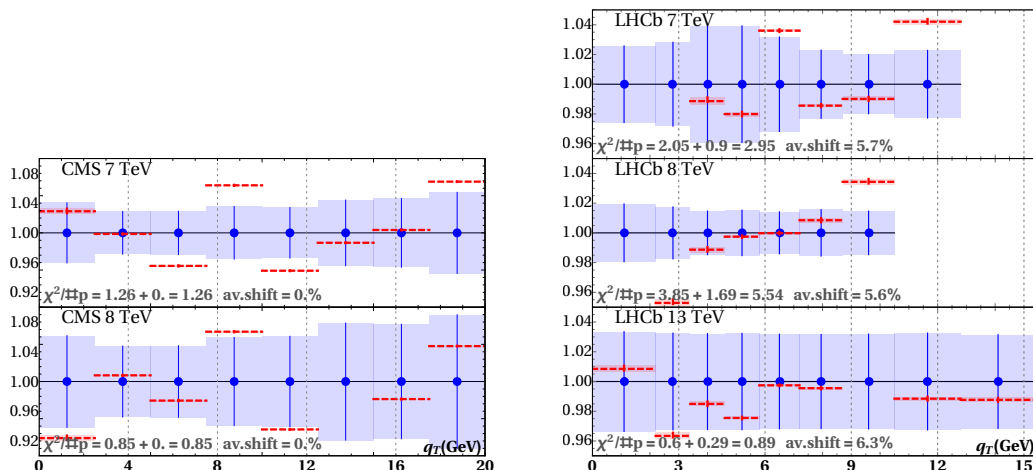 LHCb 7 TeV
1.04
1.02
1.00
0.98
0.96
χ²/#p = 2.05 + 0.9 = 2.95 av.shift = 5.7%
CMS 7 TeV
1.08
1.04
1.00
0.96
0.92
χ²/#p = 1.26 + 0. = 1.26 av.shift = 0.%
LHCb 8 TeV
1.04
1.02
1.00
0.98
0.96
χ²/#p = 3.85 + 1.69 = 5.54 av.shift = 5.6%
CMS 8 TeV
1.08
1.04
1.00
0.96
0.92
χ²/#p = 0.85 + 0. = 0.85 av.shift = 0.%
qT(GeV)
0 4 8 12 16 20
LHCb 13 TeV
1.04
1.02
1.00
0.98
0.96
χ²/#p = 0.6 + 0.29 = 0.89 av.shift = 6.3%
qT(GeV)
0 3 6 9 12 15